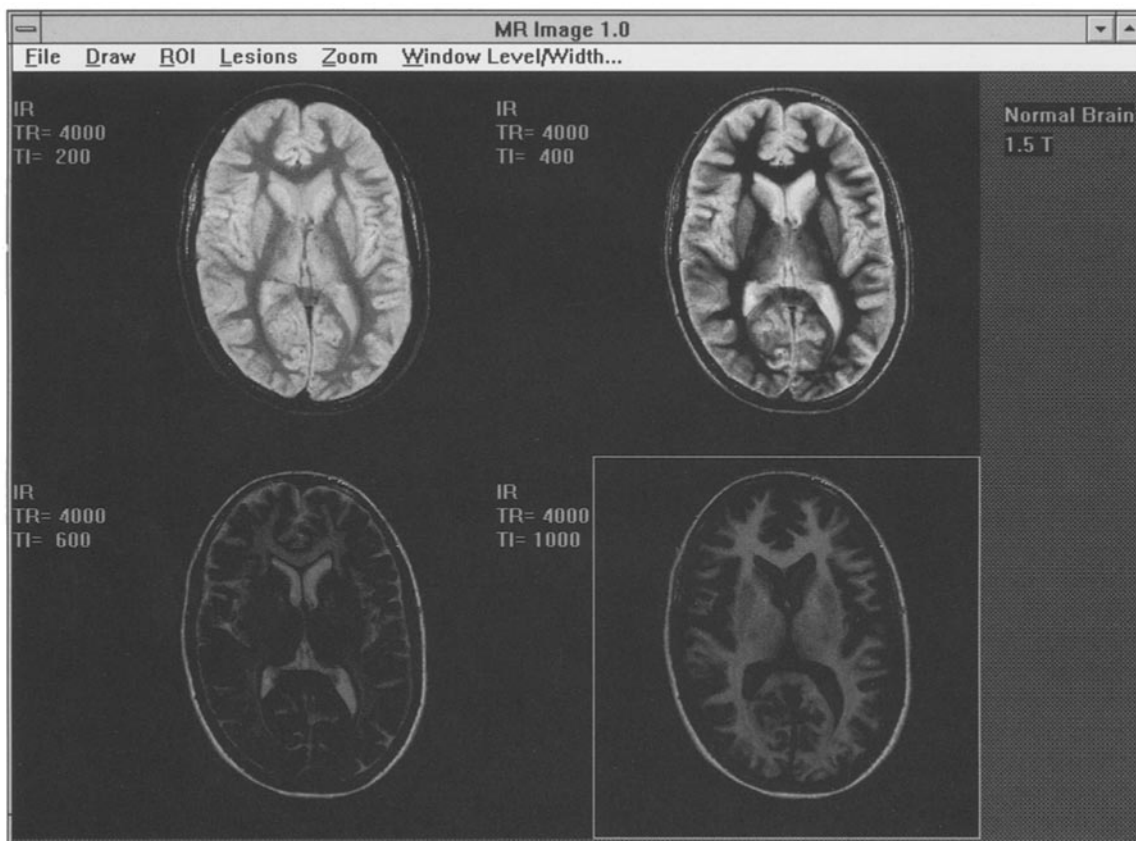 MR Image 1.0
File Draw ROI Lesions Zoom Window Level/Width...
IR
TR= 4000
TI= 200
IR
TR= 4000
TI= 400
Normal Brain
1.5 T
IR
TR= 4000
TI= 600
IR
TR= 4000
TI= 1000